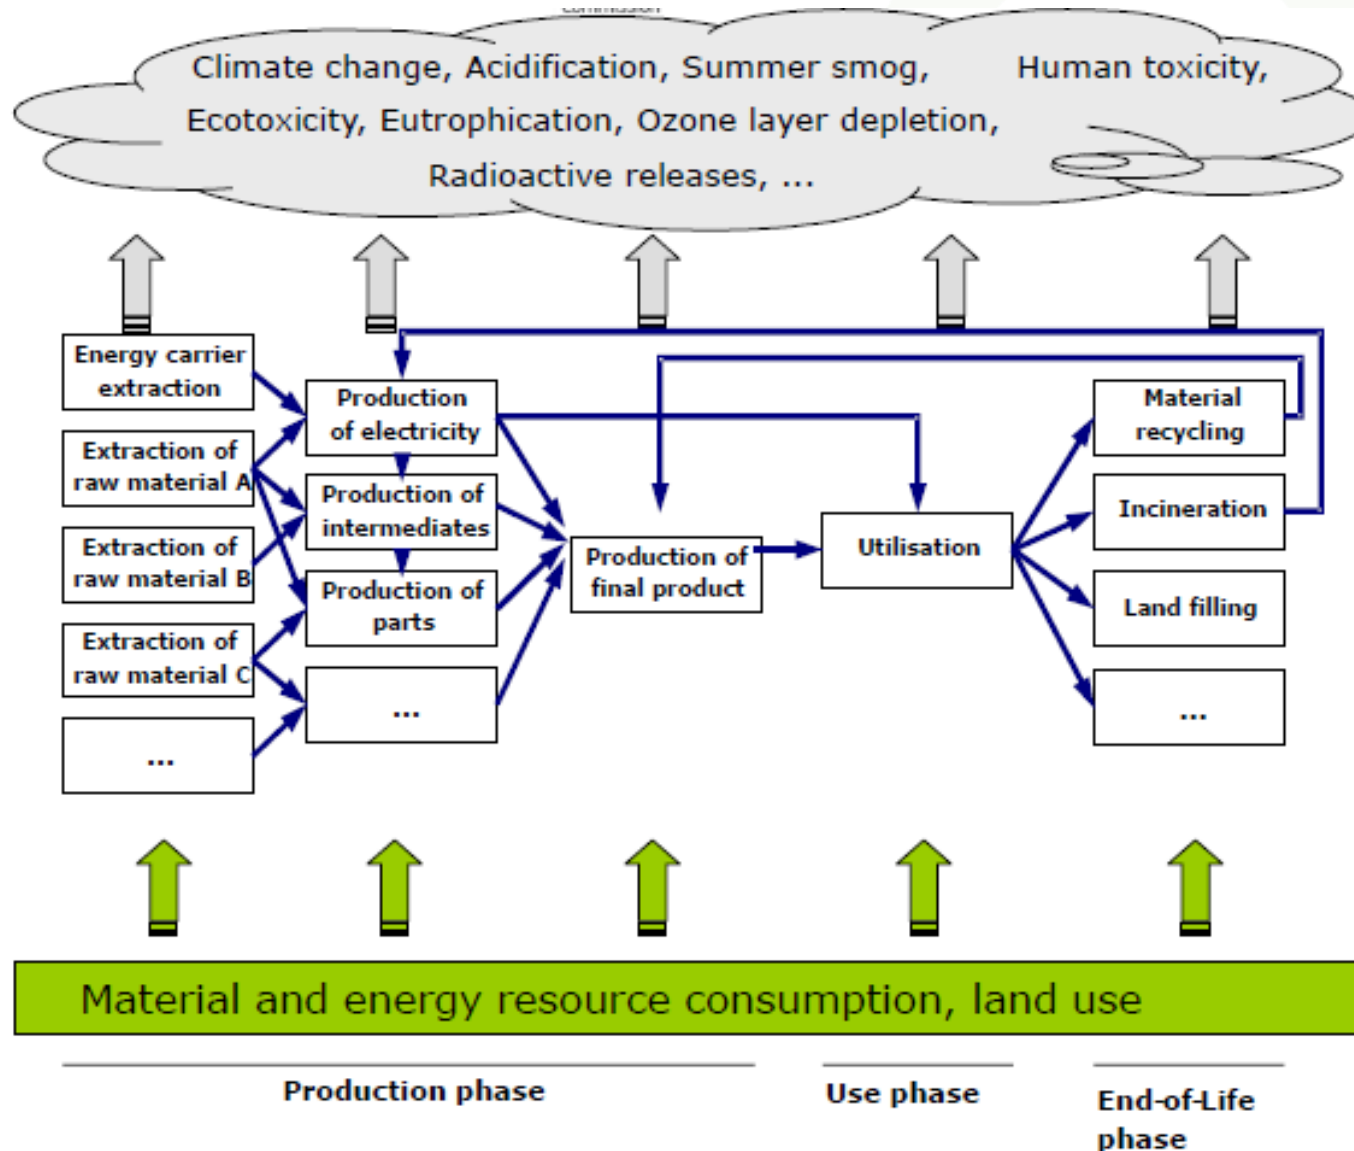 Commission
Climate change, Acidification, Summer smog, Human toxicity,
Ecotoxicity, Eutrophication, Ozone layer depletion,
Radioactive releases, ...
Energy carrier
extraction
Extraction of
raw material A
Extraction of
raw material B
Extraction of
raw material C
...
Production
of electricity
Production of
intermediates
Production of
parts
...
Production of
final product
Utilisation
Material
recycling
Incineration
Land filling
...
Material and energy resource consumption, land use
Production phase
Use phase
End-of-Life
phase